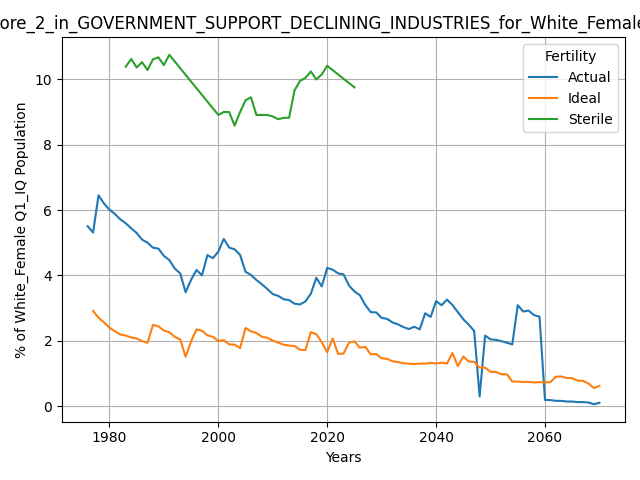 ore_2_in_GOVERNMENT_SUPPORT_DECLINING_INDUSTRIES_for_White_Female
Fertility
Actual
Ideal
Sterile
% of White_Female Q1_IQ Population
10
8
6
4
2
0
1980 2000 2020 2040 2060
Years